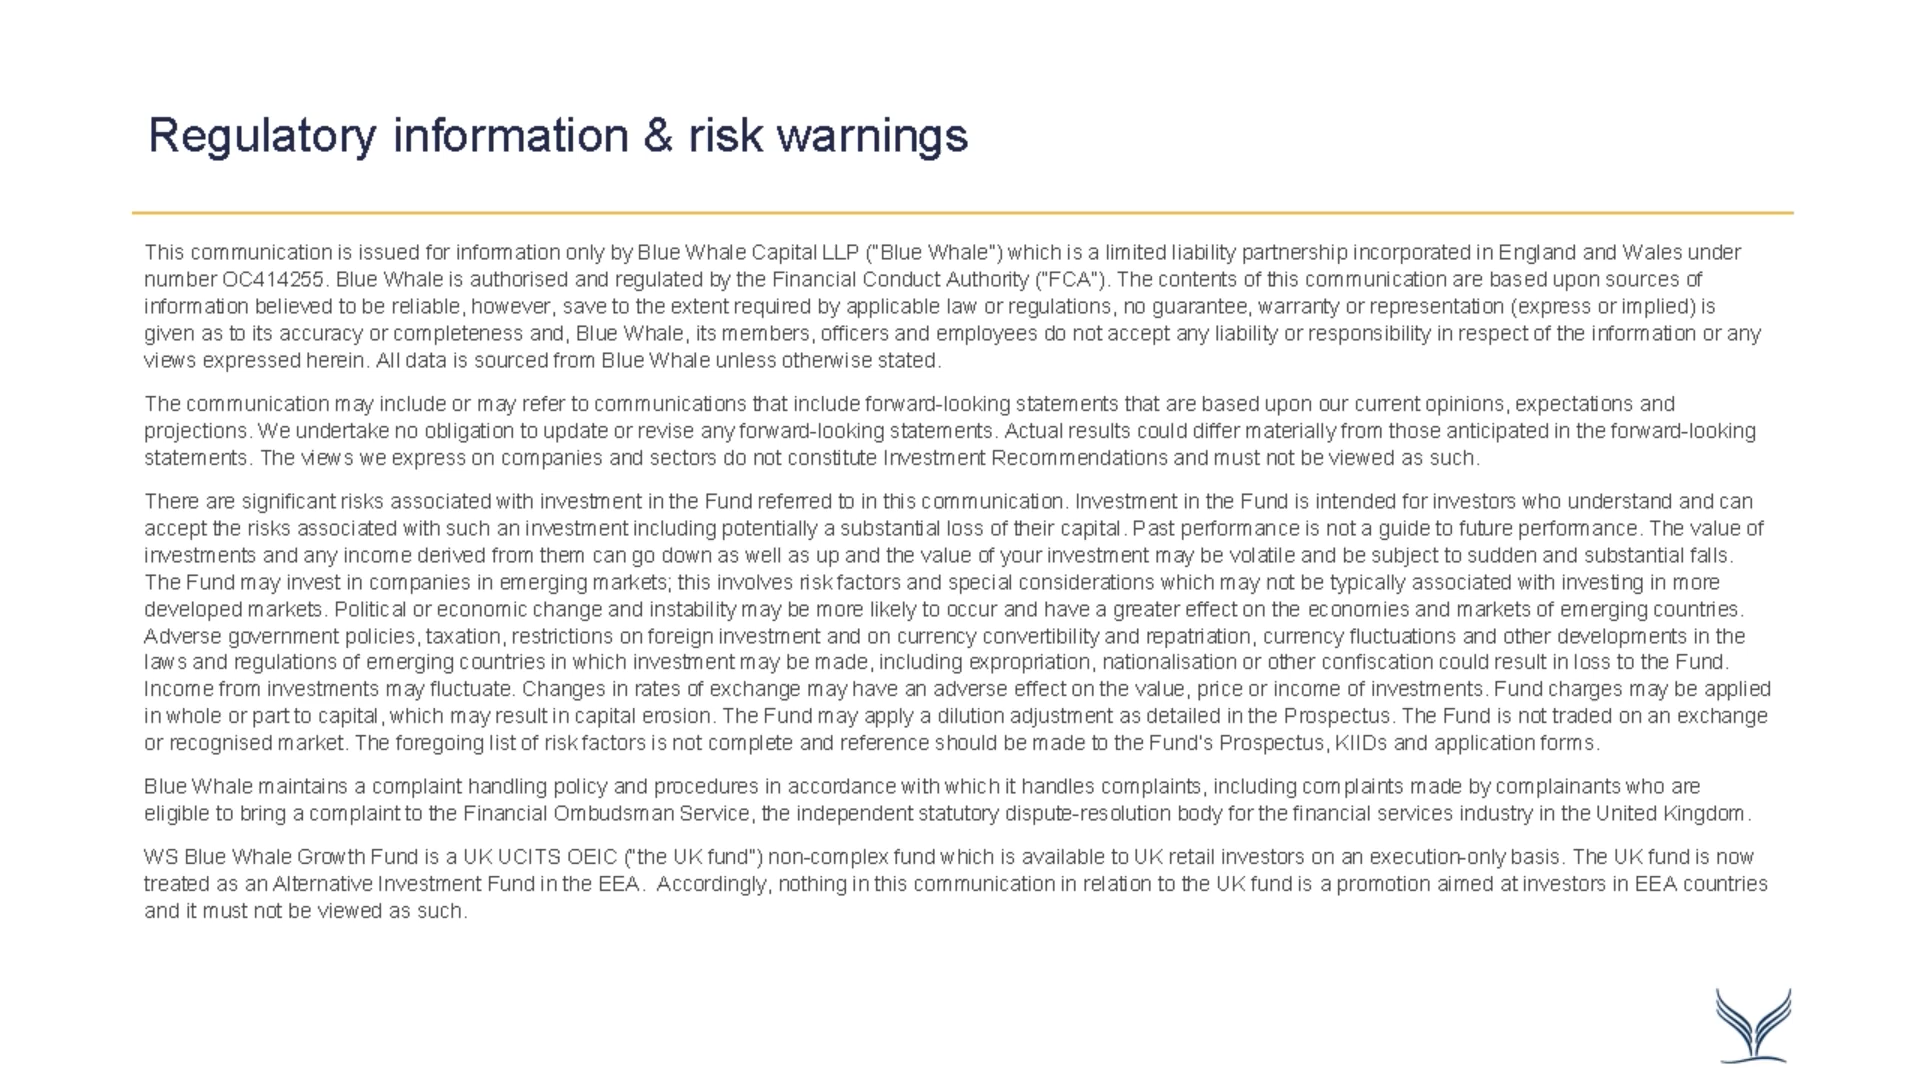 Regulatory information & risk warnings
This communication is issued for information only by Blue Whale Capital LLP ("Blue Whale") which is a limited liability partnership incorporated in England and Wales under
number OC414255. Blue Whale is authorised and regulated by the Financial Conduct Authority ("FCA"). The contents of this communication are based upon sources of
information believed to be reliable, however, save to the extent required by applicable law or regulations, no guarantee, warranty or representation (express or implied) is
given as to its accuracy or completeness and, Blue Whale, its members, officers and employees do not accept any liability or responsibility in respect of the information or any
views expressed herein. All data is sourced from Blue Whale unless otherwise stated.
The communication may include or may refer to communications that include forward-looking statements that are based upon our current opinions, expectations and
projections. We undertake no obligation to update or revise any forward-looking statements. Actual results could differ materially from those anticipated in the forward-looking
statements. The views we express on companies and sectors do not constitute Investment Recommendations and must not be viewed as such.
There are significant risks associated with investment in the Fund referred to in this communication. Investment in the Fund is intended for investors who understand and can
accept the risks associated with such an investment including potentially a substantial loss of their capital. Past performance is not a guide to future performance. The value of
investments and any income derived from them can go down as well as up and the value of your investment may be volatile and be subject to sudden and substantial falls.
The Fund may invest in companies in emerging markets; this involves risk factors and special considerations which may not be typically associated with investing in more
developed markets. Political or economic change and instability may be more likely to occur and have a greater effect on the economies and markets of emerging countries.
Adverse government policies, taxation, restrictions on foreign investment and on currency convertibility and repatriation, currency fluctuations and other developments in the
laws and regulations of emerging countries in which investment may be made, including expropriation, nationalisation or other confiscation could result in loss to the Fund.
Income from investments may fluctuate. Changes in rates of exchange may have an adverse effect on the value, price or income of investments. Fund charges may be applied
in whole or part to capital, which may result in capital erosion. The Fund may apply a dilution adjustment as detailed in the Prospectus. The Fund is not traded on an exchange
or recognised market. The foregoing list of risk factors is not complete and reference should be made to the Fund's Prospectus, KIIDs and application forms.
Blue Whale maintains a complaint handling policy and procedures in accordance with which it handles complaints, including complaints made by complainants who are
eligible to bring a complaint to the Financial Ombudsman Service, the independent statutory dispute-resolution body for the financial services industry in the United Kingdom.
WS Blue Whale Growth Fund is a UK UCITS OEIC ("the UK fund") non-complex fund which is available to UK retail investors on an execution-only basis. The UK fund is now
treated as an Alternative Investment Fund in the EEA. Accordingly, nothing in this communication in relation to the UK fund is a promotion aimed at investors in EEA countries
and it must not be viewed as such.